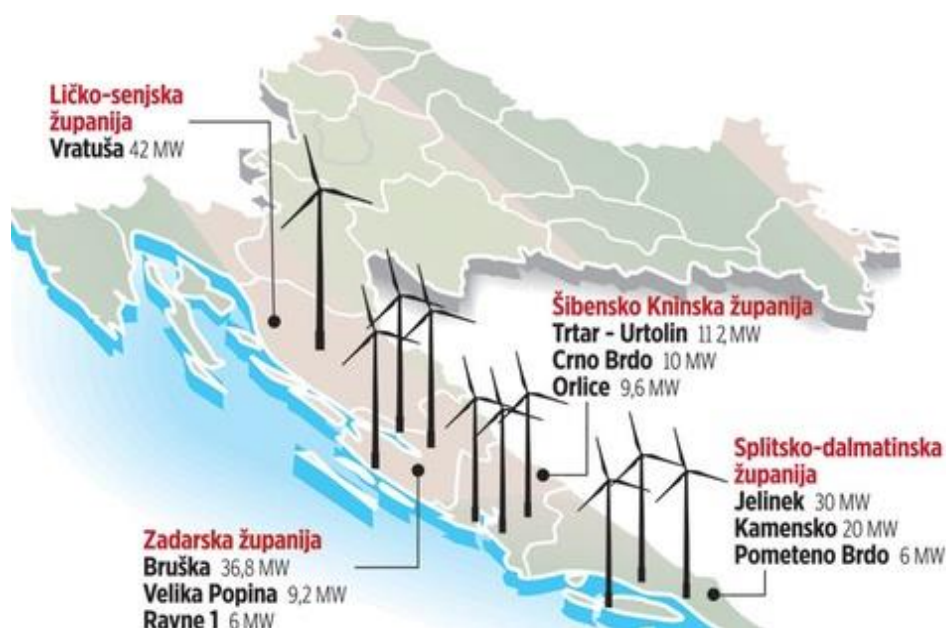 Ličko-senjska
županija
Vratuša 42 MW
Šibensko Kninska županija
Trtar - Urtolin 11 2, MW
Crno Brdo 10 MW
Orlice 9,6 MW
Splitsko-dalmatinska
županija
Jelinek 30 MW
Kamensko 20 MW
Pometeno Brdo 6 MW
Zadarska županija
Bruška 36,8 MW
Velika Popina 9,2 MW
Ravne 1 6 MW